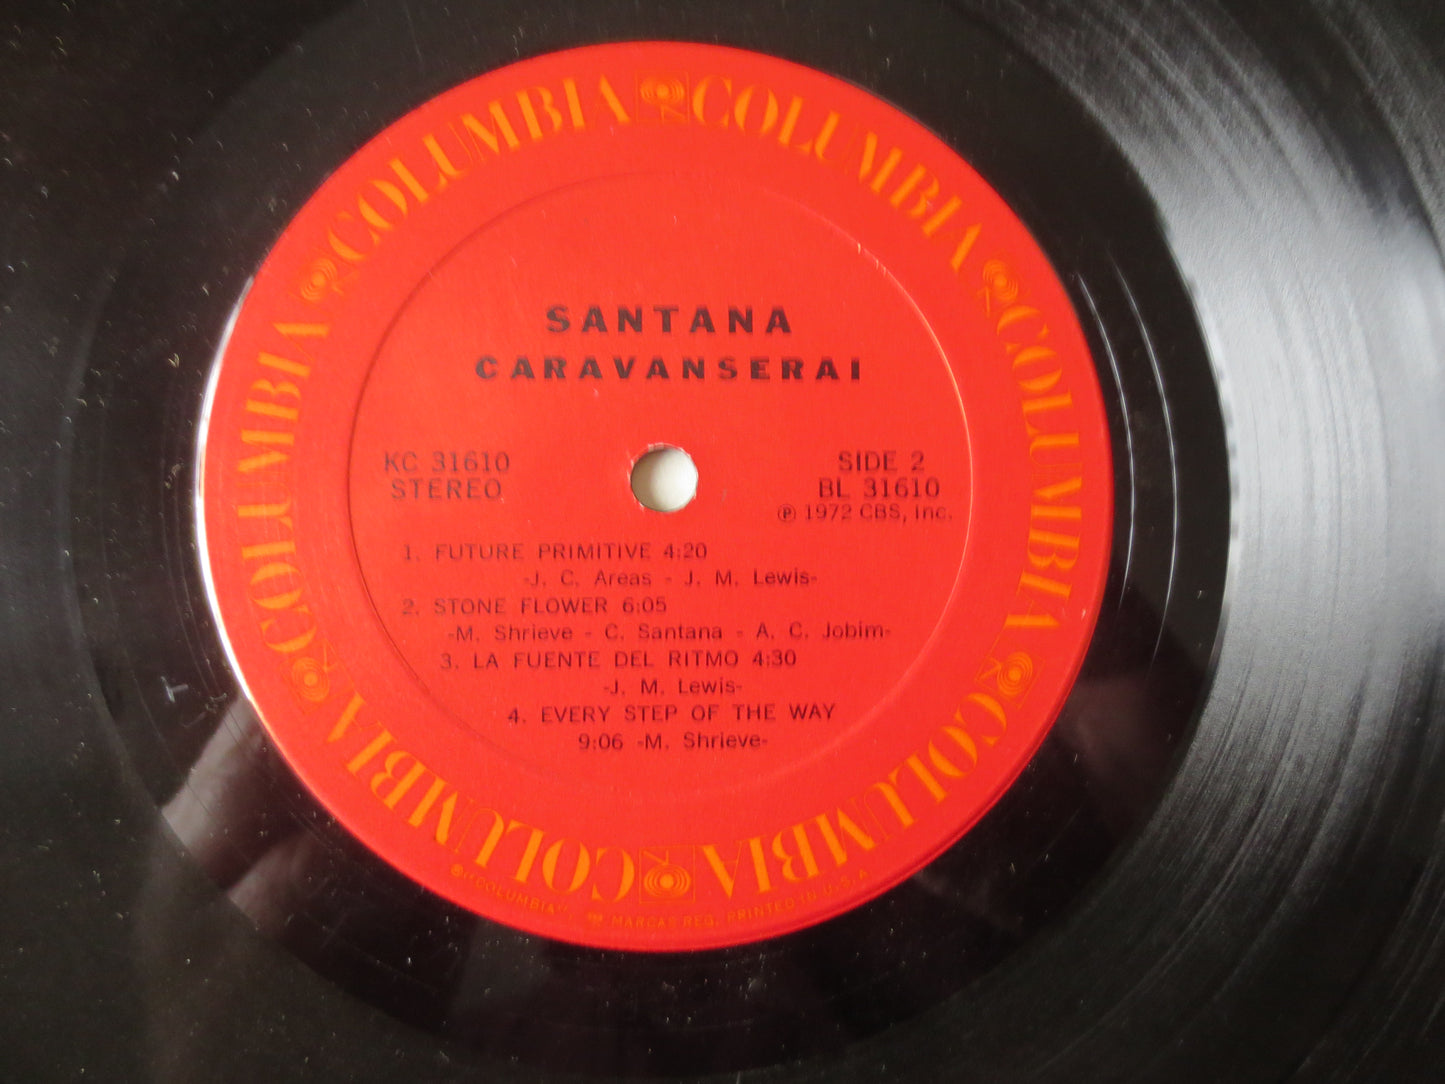 COLUMBIA COLUMBIA COLUMBIA COLUMBIA COLUMBIA COLUMBIA
SANTANA
CARAVANSERAI
KC 31610
STEREO
SIDE 2
BL 31610
℗ 1972 CBS, Inc.
1. FUTURE PRIMITIVE 4:20
-J. C. Areas - J. M. Lewis-
2. STONE FLOWER 6:05
-M. Shrieve - C. Santana - A. C. Jobim-
3. LA FUENTE DEL RITMO 4:30
-J. M. Lewis-
4. EVERY STEP OF THE WAY
9:06 -M. Shrieve-
® "COLUMBIA", MARCAS REG. PRINTED IN U.S.A